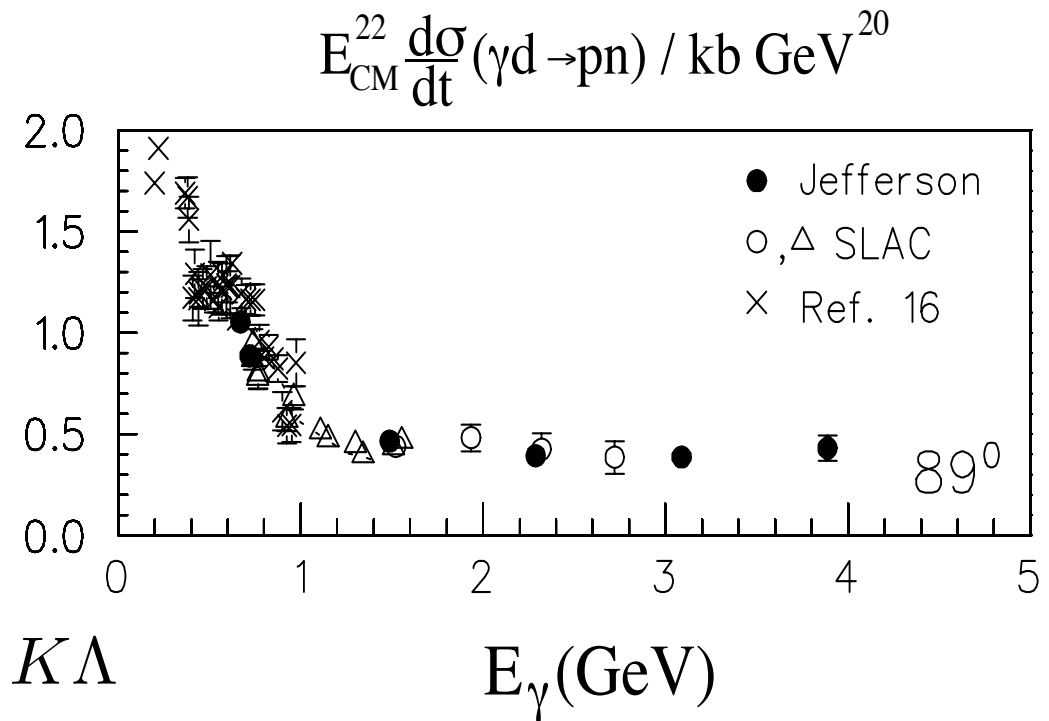 E_CM^22 dσ/dt (γd →pn) / kb GeV^20
2.0
● Jefferson
1.5
○,△ SLAC
× Ref. 16
1.0
0.5
89⁰
0.0
0 1 2 3 4 5
KΛ
E_γ(GeV)